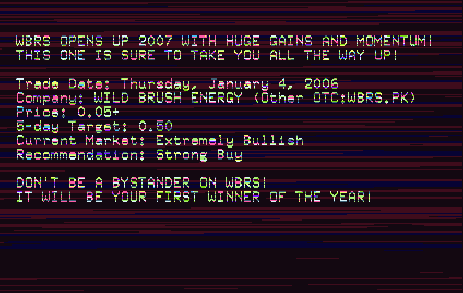 WBRS OPENS UP 2007 WITH HUGE GAINS AND MOMENTUM!
THIS ONE IS SURE TO TAKE YOU ALL THE WAY UP!
Trade Date: Thursday, January 4, 2006
Company: WILD BRUSH ENERGY (Other OTC:WBRS.PK)
Price: 0.05+
5-day Target: 0.50
Current Market: Extremely Bullish
Recommendation: Strong Buy
DON'T BE A BYSTANDER ON WBRS!
IT WILL BE YOUR FIRST WINNER OF THE YEAR!